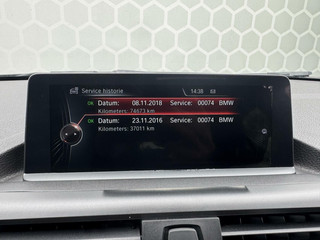 Service historie
14:38
OK Datum: 08.11.2018 Service: 00074 BMW
Kilometers: 74673 km
OK Datum: 23.11.2016 Service: 00074 BMW
Kilometers: 37011 km